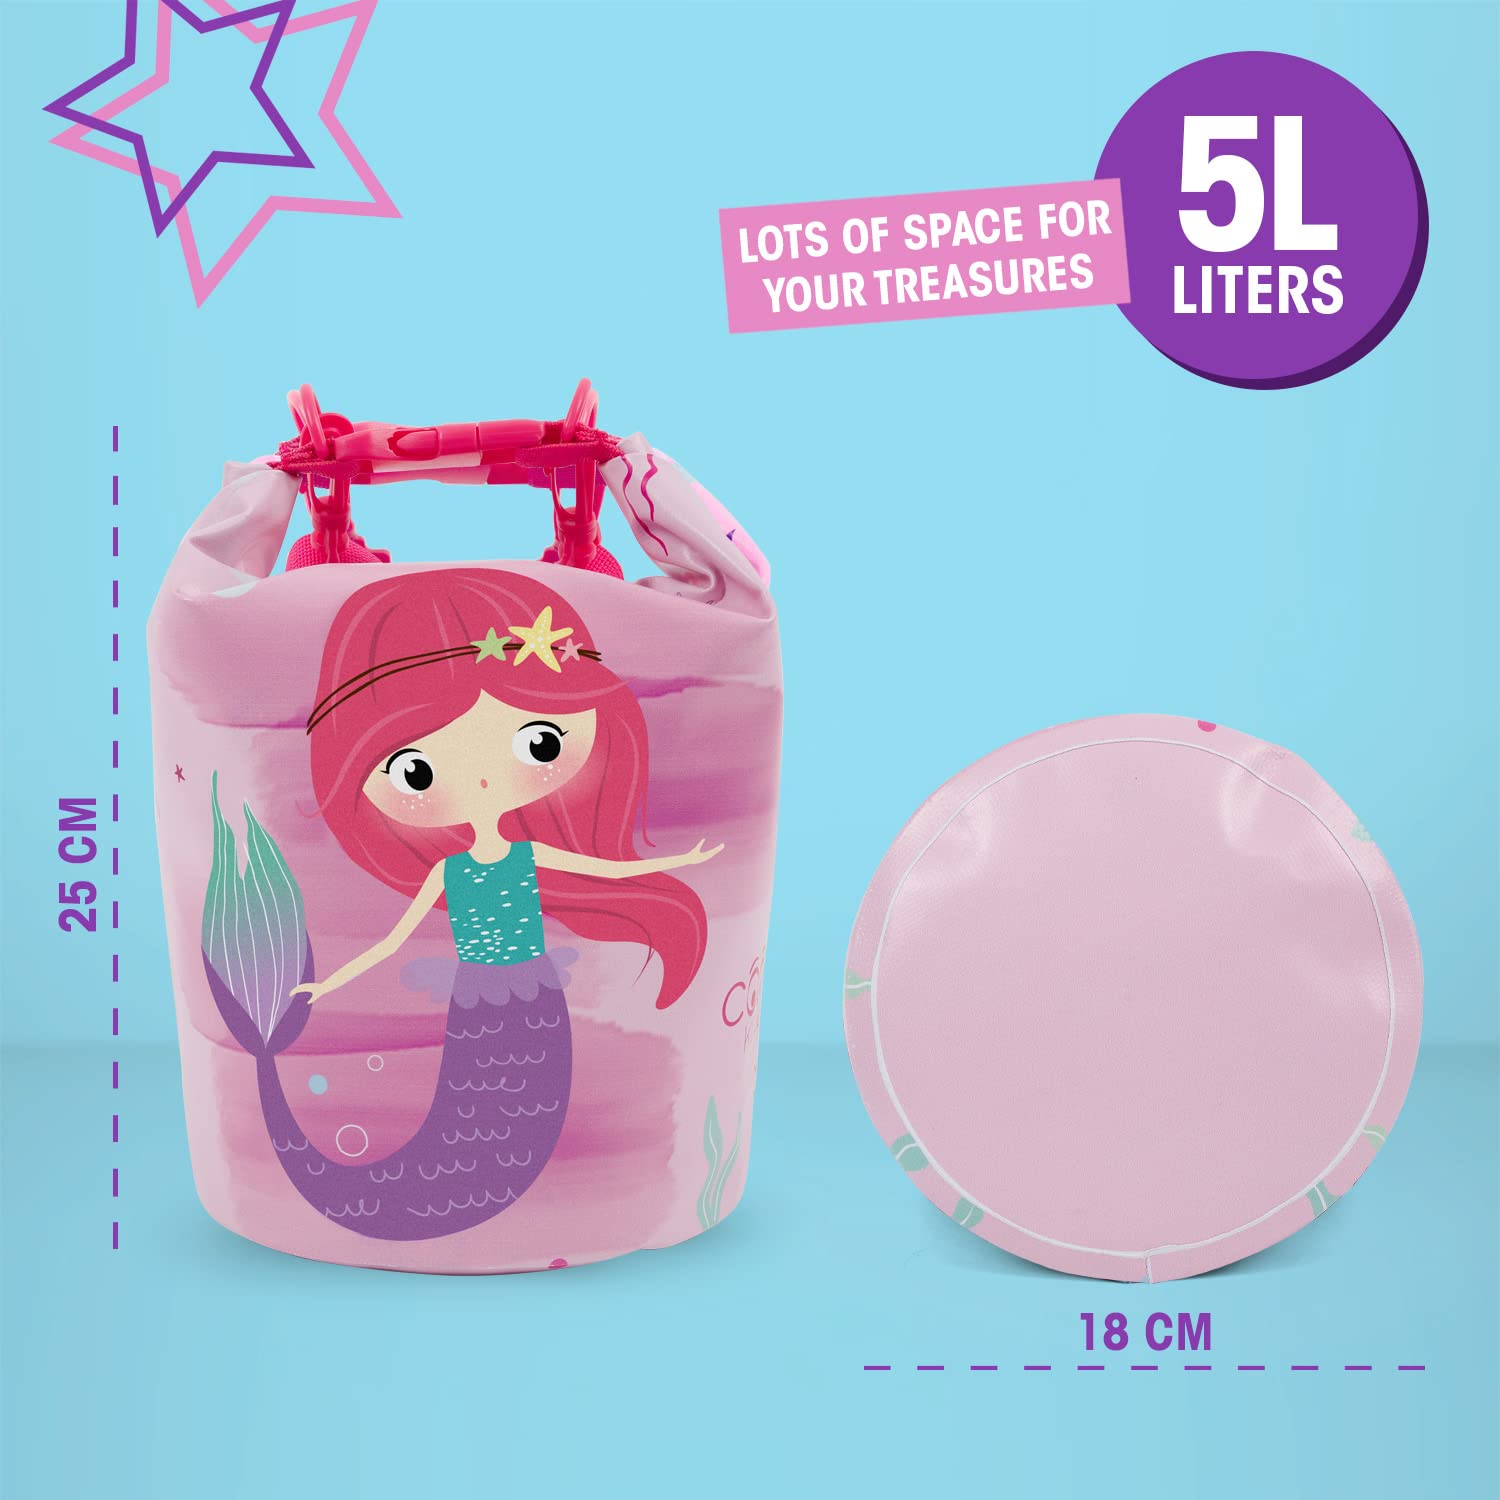 5L
LITERS
LOTS OF SPACE FOR
YOUR TREASURES
25 CM
18 CM